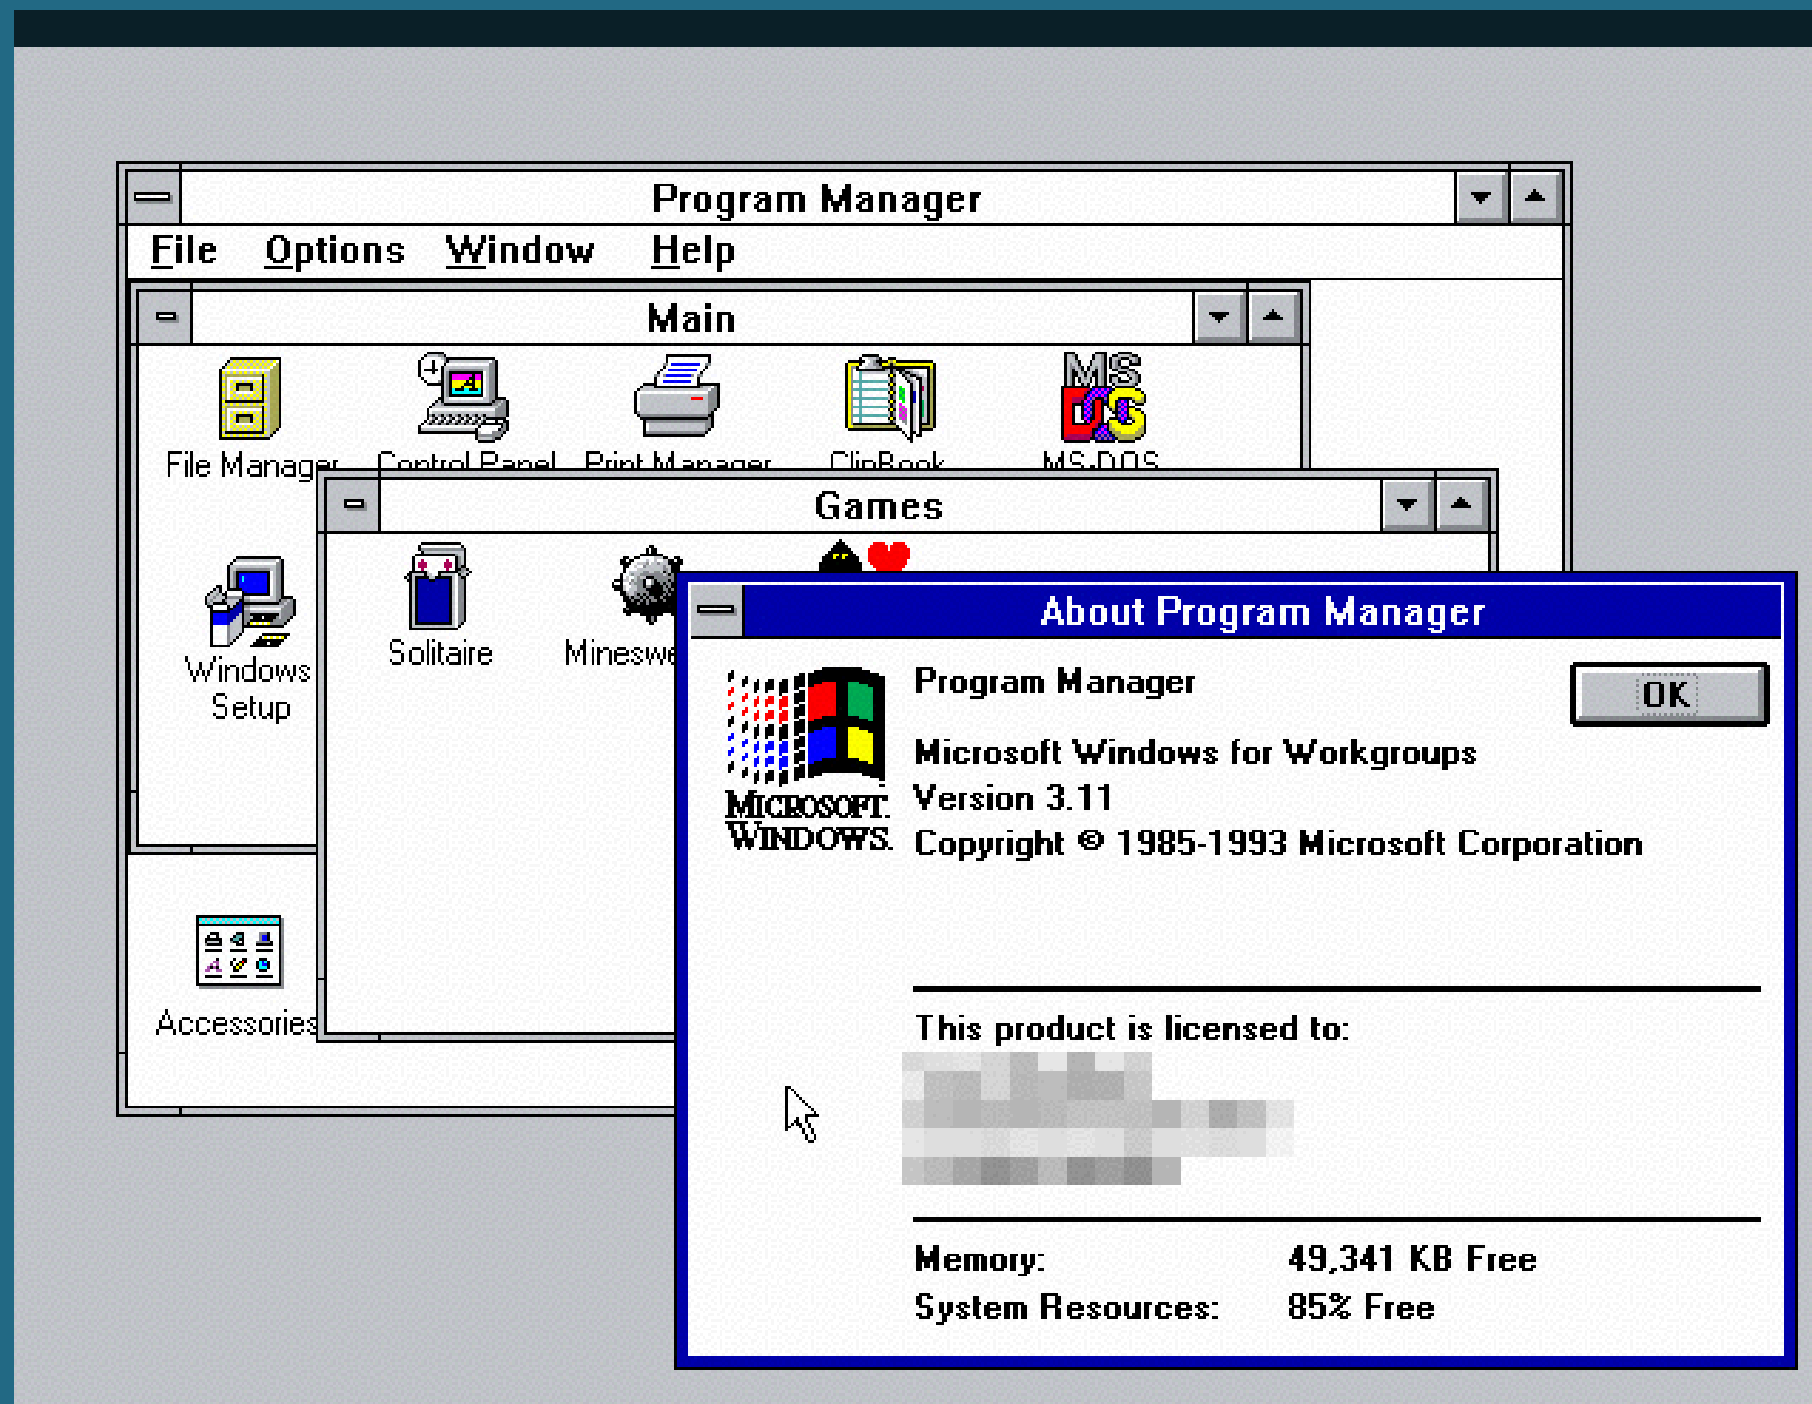 Program Manager
File Options Window Help
Main
MS
DOS
File Manager Control Panel Print Manager ClipBook MS-DOS
Games
Windows
Setup
Solitaire
About Program Manager
Program Manager
OK
Microsoft Windows for Workgroups
Version 3.11
Copyright © 1985-1993 Microsoft Corporation
MICROSOFT.
WINDOWS.
Accessories
This product is licensed to:
Memory: 49,341 KB Free
System Resources: 85% Free